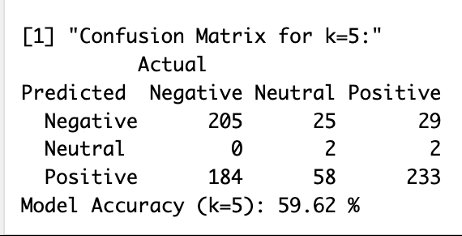 [1] "Confusion Matrix for k=5:"
Actual
Predicted Negative Neutral Positive
Negative 205 25 29
Neutral 0 2 2
Positive 184 58 233
Model Accuracy (k=5): 59.62 %